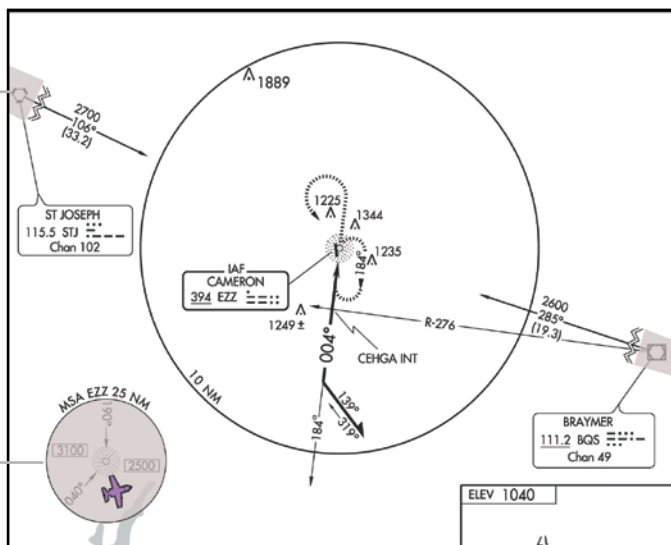 1889
2700
106°
(33.2)
ST JOSEPH
115.5 STJ
Chan 102
1225
1344
1235
184°
IAF
CAMERON
394 EZZ
1249 ±
004°
CEHGA INT
R-276
2600
285°
(19.3)
10 NM
139°
319°
184°
BRAYMER
111.2 BQS
Chan 49
MSA EZZ 25 NM
190°
3100
2500
040°
ELEV 1040